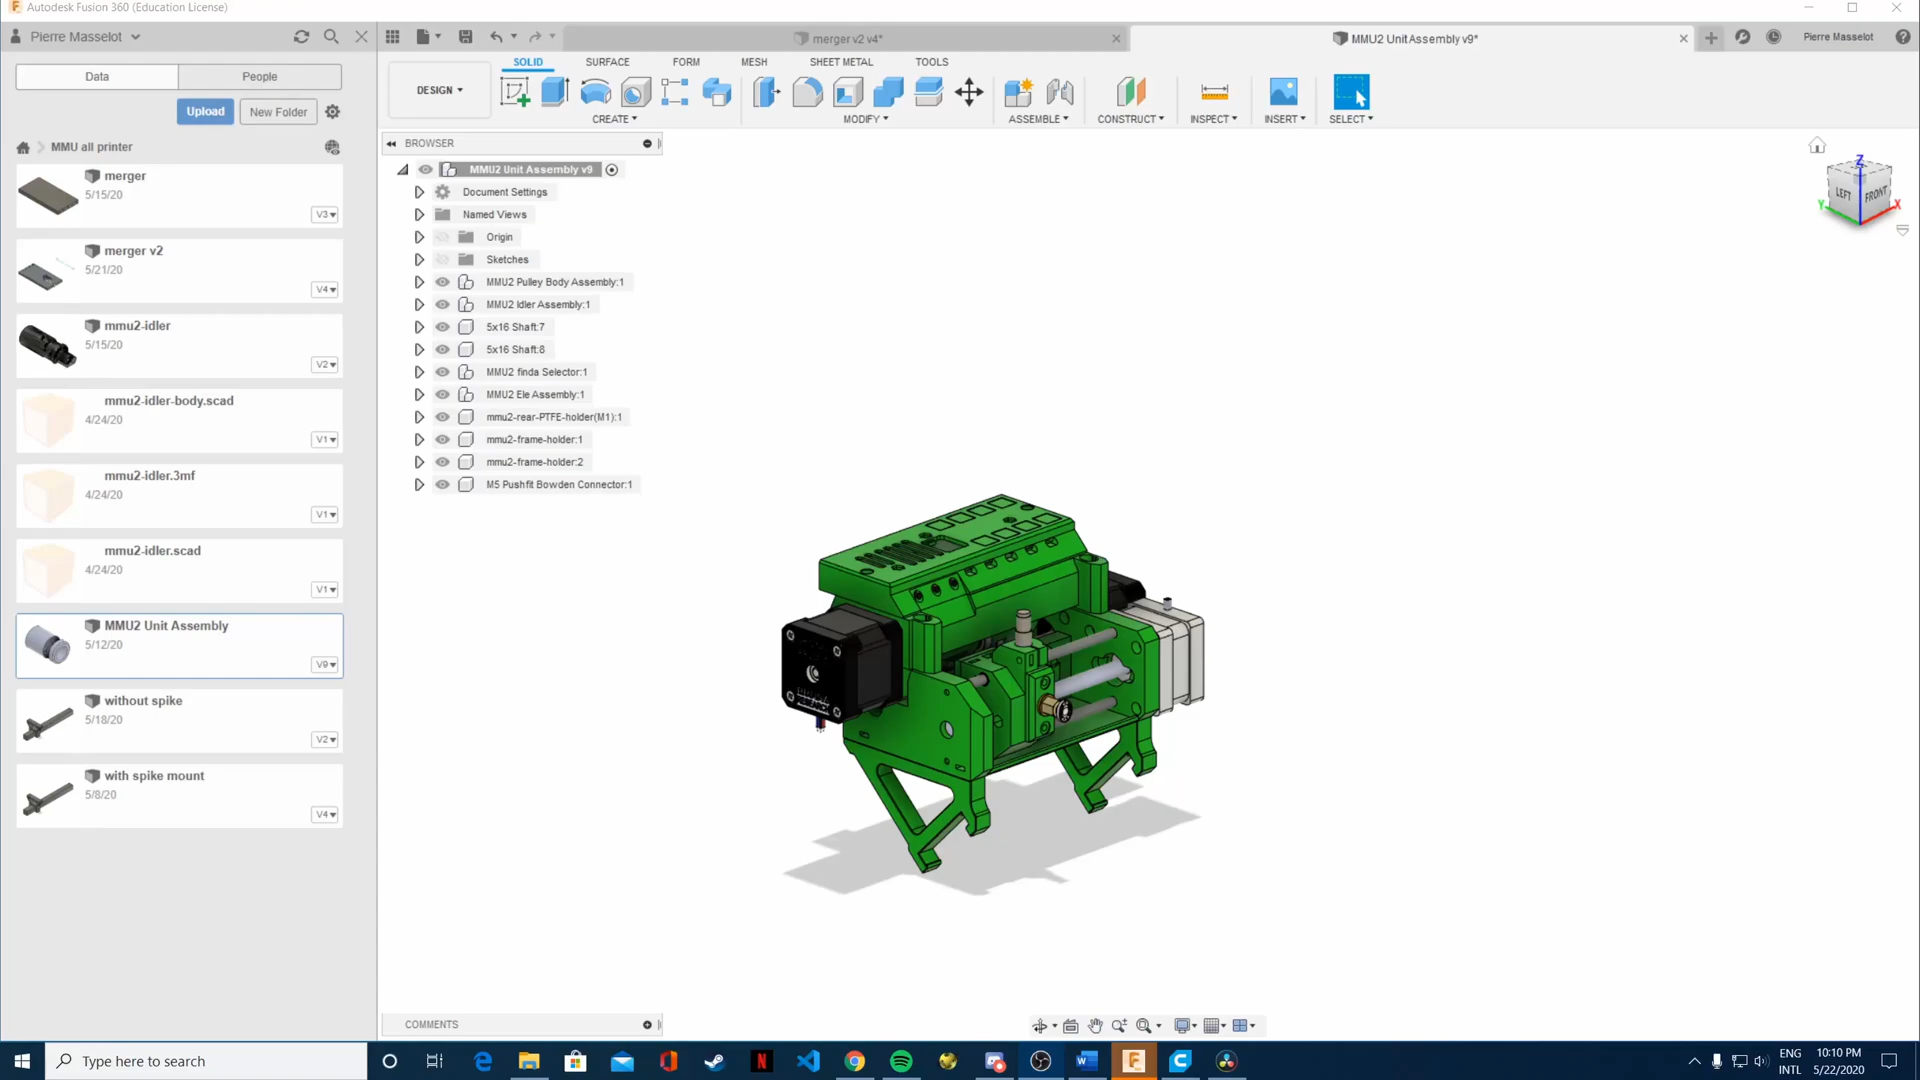 Autodesk Fusion 360 (Education License)
Pierre Masselot
merger v2 v4*
MMU2 Unit Assembly v9*
Pierre Masselot
Data
People
Upload
New Folder
MMU all printer
merger
5/15/20
V3
merger v2
5/21/20
V4
mmu2-idler
5/15/20
V2
mmu2-idler-body.scad
4/24/20
V1
mmu2-idler.3mf
4/24/20
V1
mmu2-idler.scad
4/24/20
V1
MMU2 Unit Assembly
5/12/20
V9
without spike
5/18/20
V2
with spike mount
5/8/20
V4
SOLID SURFACE FORM MESH SHEET METAL TOOLS
DESIGN
CREATE MODIFY ASSEMBLE CONSTRUCT INSPECT INSERT SELECT
BROWSER
MMU2 Unit Assembly v9
Document Settings
Named Views
Origin
Sketches
MMU2 Pulley Body Assembly:1
MMU2 Idler Assembly:1
5x16 Shaft:7
5x16 Shaft:8
MMU2 finda Selector:1
MMU2 Ele Assembly:1
mmu2-rear-PTFE-holder(M1):1
mmu2-frame-holder:1
mmu2-frame-holder:2
M5 Pushfit Bowden Connector:1
Z
LEFT FRONT
Y X
COMMENTS
Type here to search
ENG
INTL
10:10 PM
5/22/2020